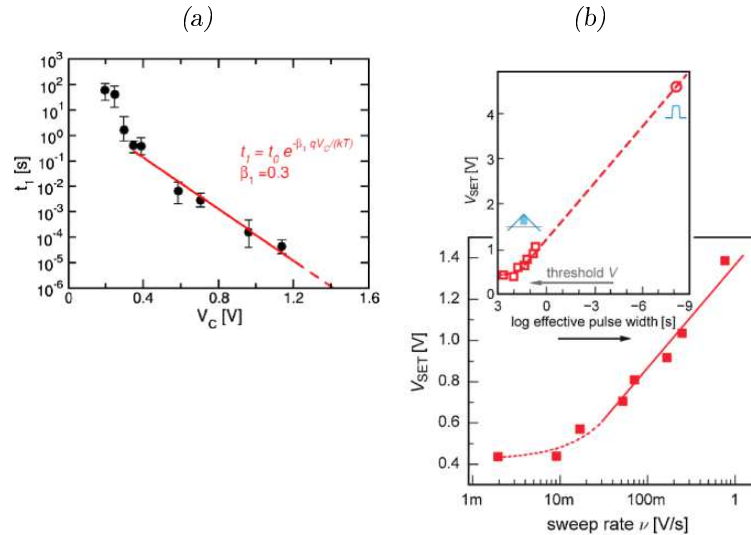 (a)
(b)
10³
10²
10¹
10⁰
10⁻¹
10⁻²
10⁻³
10⁻⁴
10⁻⁵
10⁻⁶
t₁ [s]
t₁ = t₀ e^-β₁ qV_C/(kT)
β₁=0.3
0 0.4 0.8 1.2 1.6
V_C [V]
4
3
2
1
0
V_SET [V]
threshold V
3 0 −3 −6 −9
log effective pulse width [s]
1.4
1.2
1.0
0.8
0.6
0.4
V_SET [V]
1m 10m 100m 1
sweep rate ν [V/s]